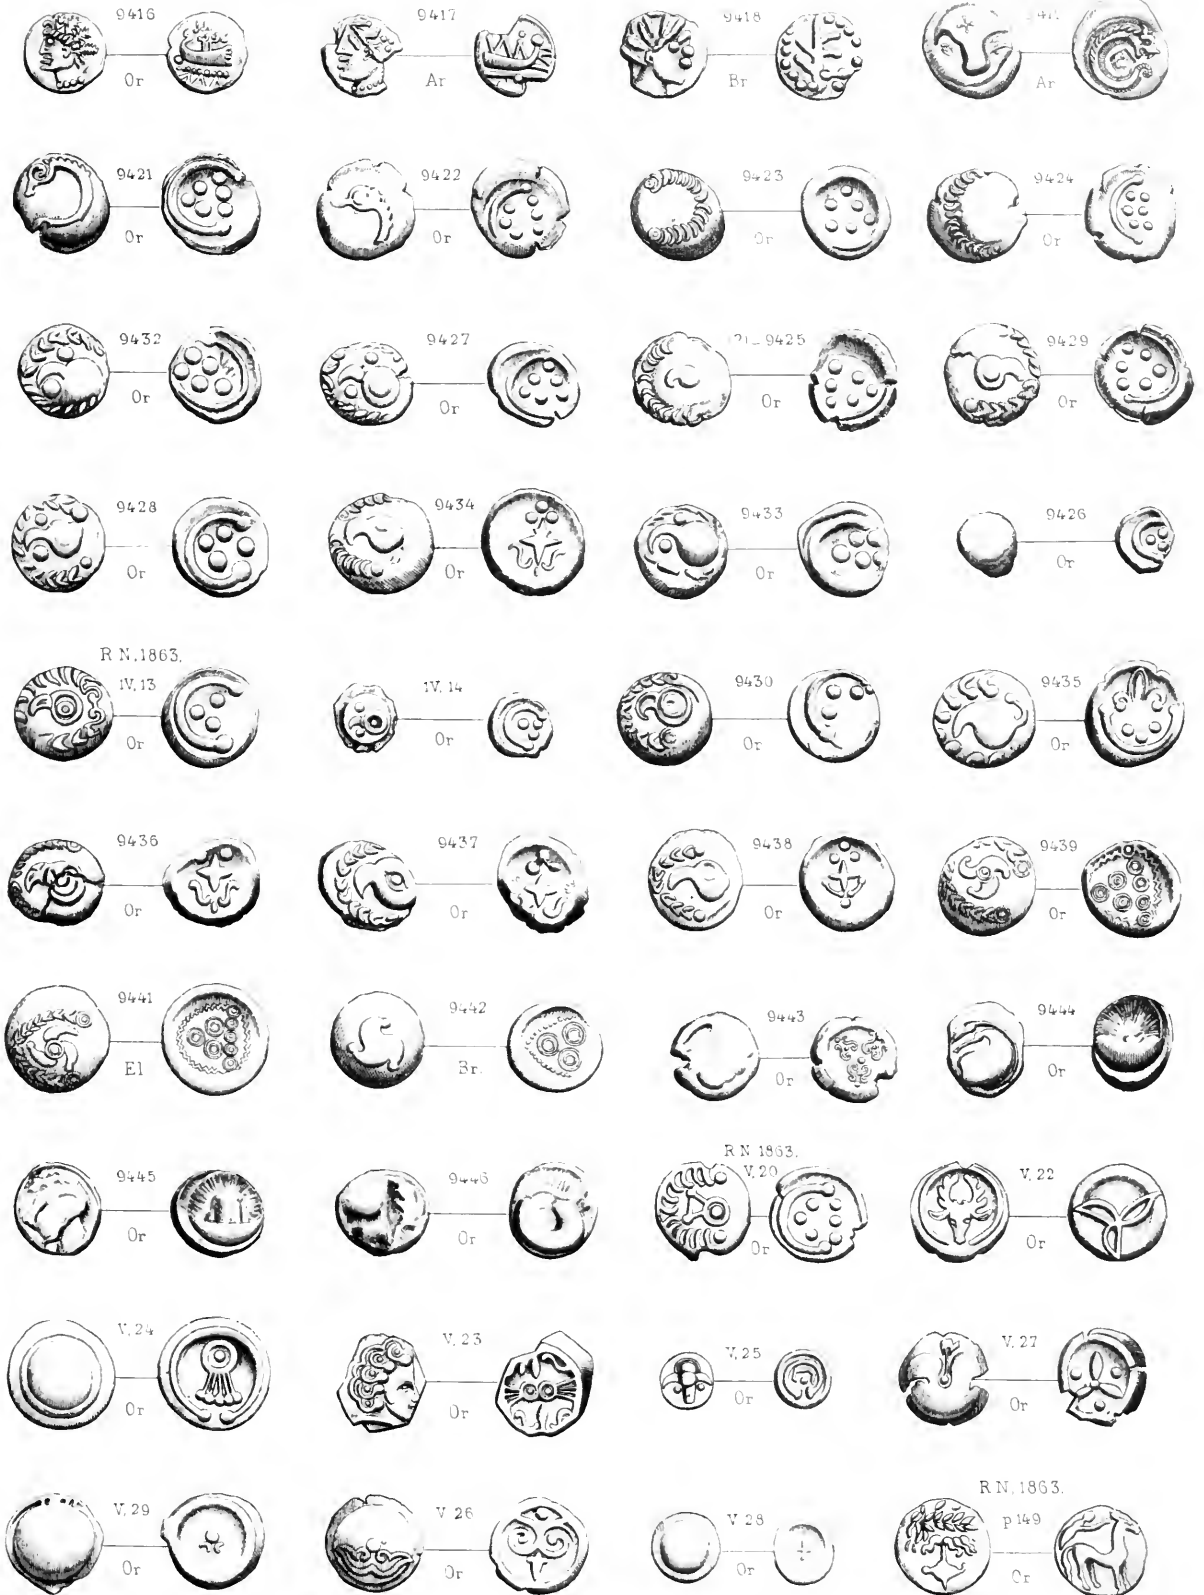 9416
Or
9417
Ar
9418
Br
Ar
9421
Or
9422
Or
9423
Or
9424
Or
9432
Or
9427
Or
9425
Or
9429
Or
9428
Or
9434
Or
9433
Or
9426
Or
R N. 1863.
IV, 13
Or
IV, 14
Or
9430
Or
9435
Or
9436
Or
9437
Or
9438
Or
9439
Or
9441
El
9442
Br.
9443
Or
9444
Or
9445
Or
9446
Or
R N 1863.
V, 20
Or
V, 22
Or
V, 24
Or
V, 23
Or
V, 25
Or
V, 27
Or
V, 29
Or
V 26
Or
V 28
Or
R N. 1863.
p 149
Or